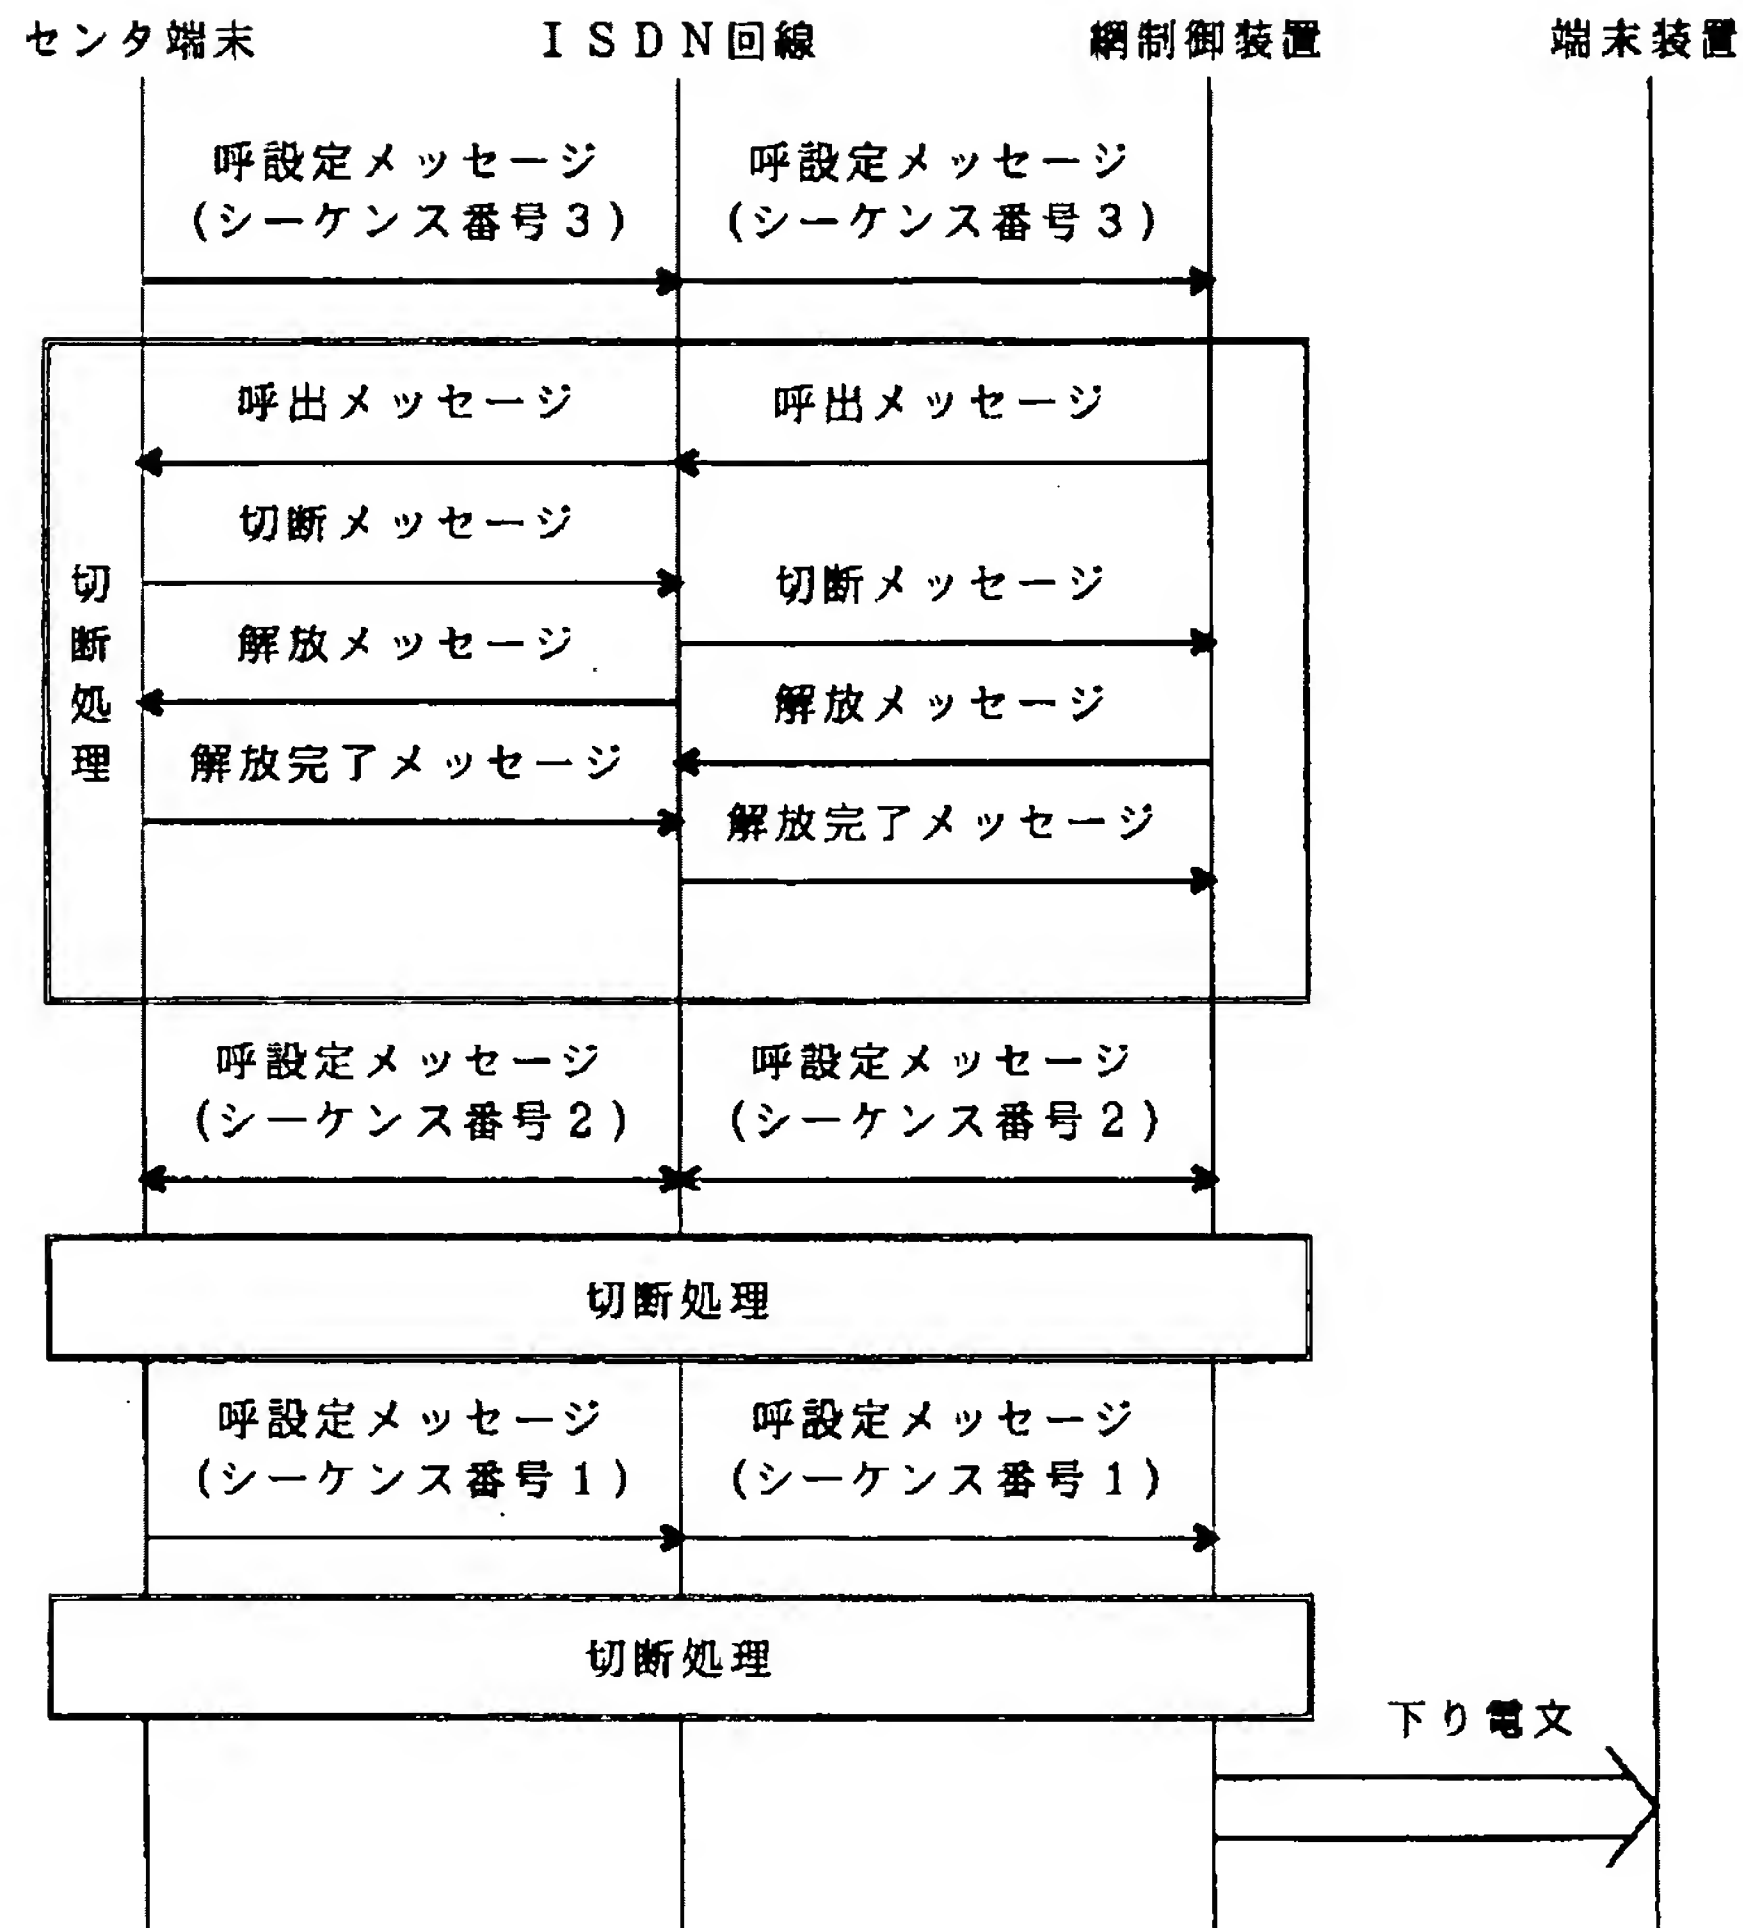 センタ端末 ISDN回線 網制御装置 端末装置
呼設定メッセージ 呼設定メッセージ
(シーケンス番号3) (シーケンス番号3)
呼出メッセージ 呼出メッセージ
切断メッセージ
切断メッセージ
解放メッセージ
解放メッセージ
解放完了メッセージ
解放完了メッセージ
切断処理
呼設定メッセージ 呼設定メッセージ
(シーケンス番号2) (シーケンス番号2)
切断処理
呼設定メッセージ 呼設定メッセージ
(シーケンス番号1) (シーケンス番号1)
切断処理
下り電文